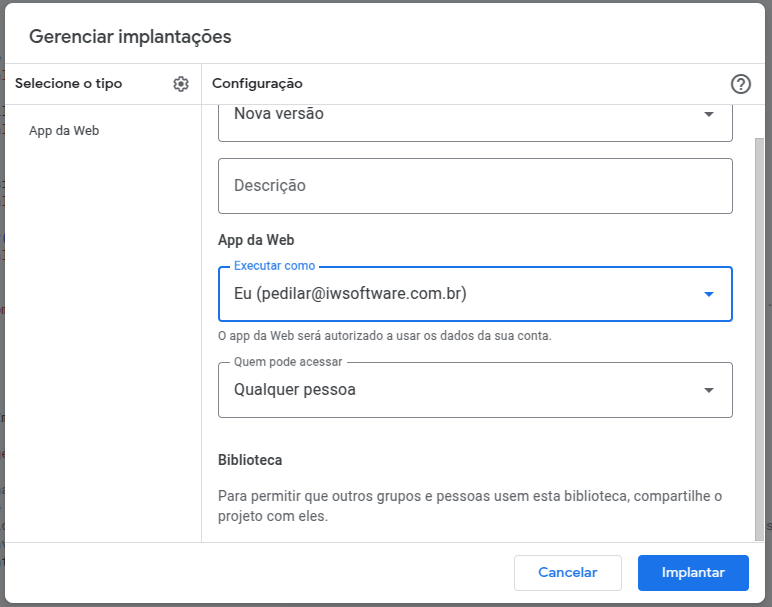 Gerenciar implantações
Selecione o tipo
Configuração
App da Web
Nova versão
Descrição
App da Web
Executar como
Eu (pedilar@iwsoftware.com.br)
O app da Web será autorizado a usar os dados da sua conta.
Quem pode acessar
Qualquer pessoa
Biblioteca
Para permitir que outros grupos e pessoas usem esta biblioteca, compartilhe o
projeto com eles.
Cancelar
Implantar